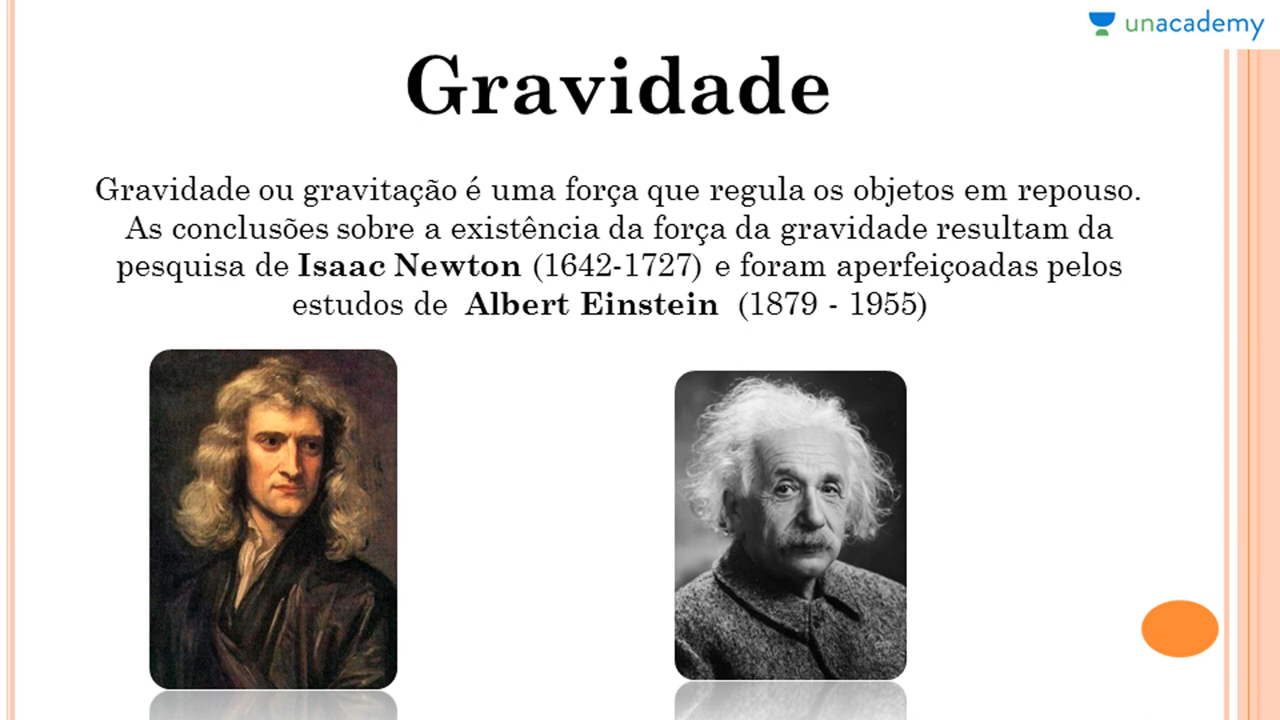 unacademy
Gravidade
Gravidade ou gravitação é uma força que regula os objetos em repouso.
As conclusões sobre a existência da força da gravidade resultam da
pesquisa de Isaac Newton (1642-1727) e foram aperfeiçoadas pelos
estudos de Albert Einstein (1879 - 1955)